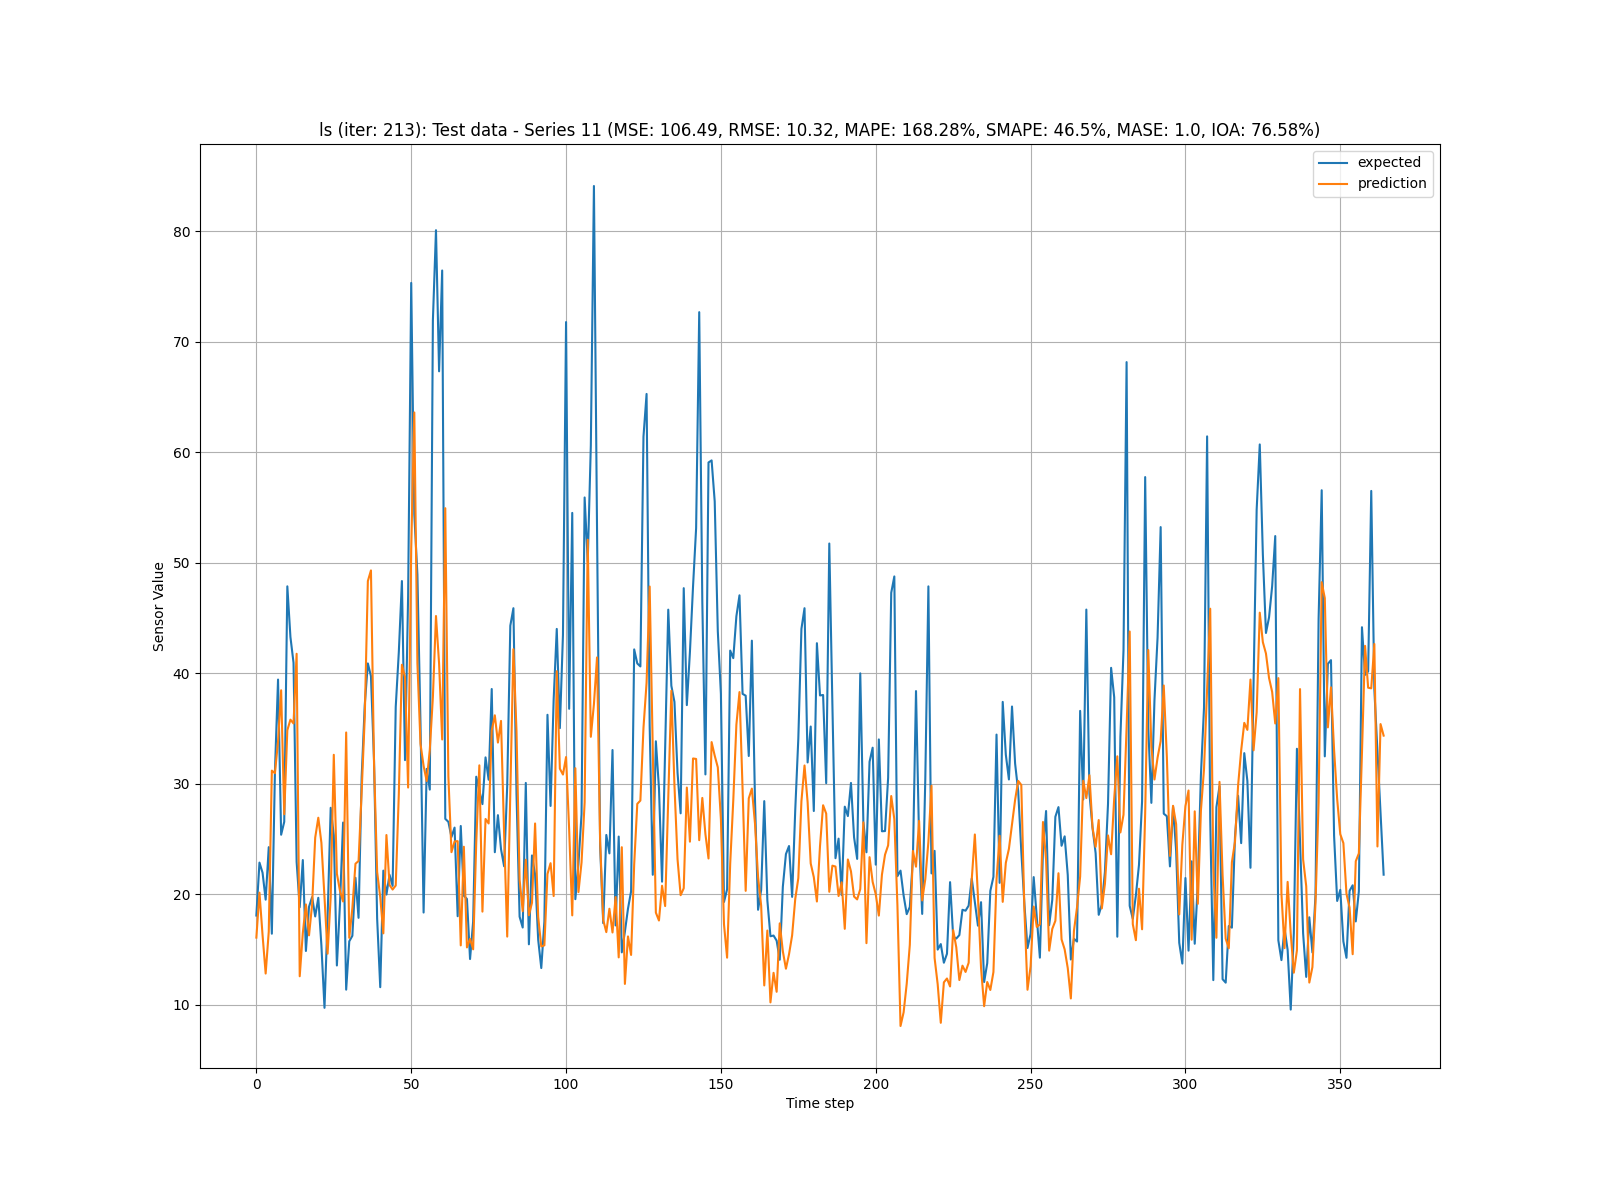 ls (iter: 213): Test data - Series 11 (MSE: 106.49, RMSE: 10.32, MAPE: 168.28%, SMAPE: 46.5%, MASE: 1.0, IOA: 76.58%)
expected
prediction
80
70
60
50
40
30
20
10
Sensor Value
0 50 100 150 200 250 300 350
Time step